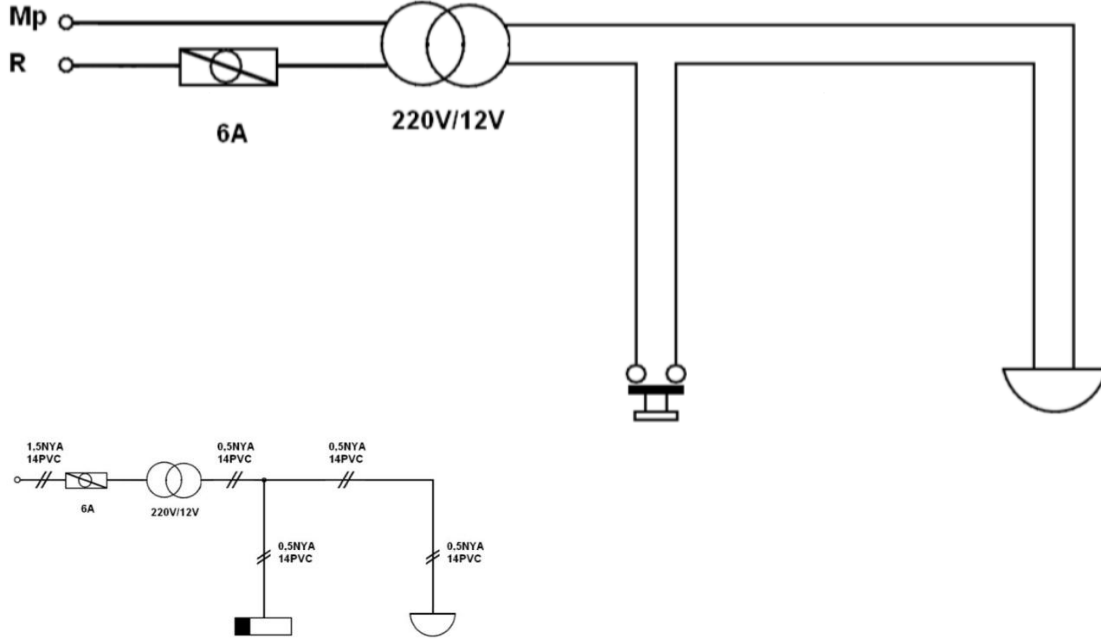 Mp
R
6A
220V/12V
1,5NYA
14PVC
0,5NYA
14PVC
0,5NYA
14PVC
6A
220V/12V
0,5NYA
14PVC
0,5NYA
14PVC